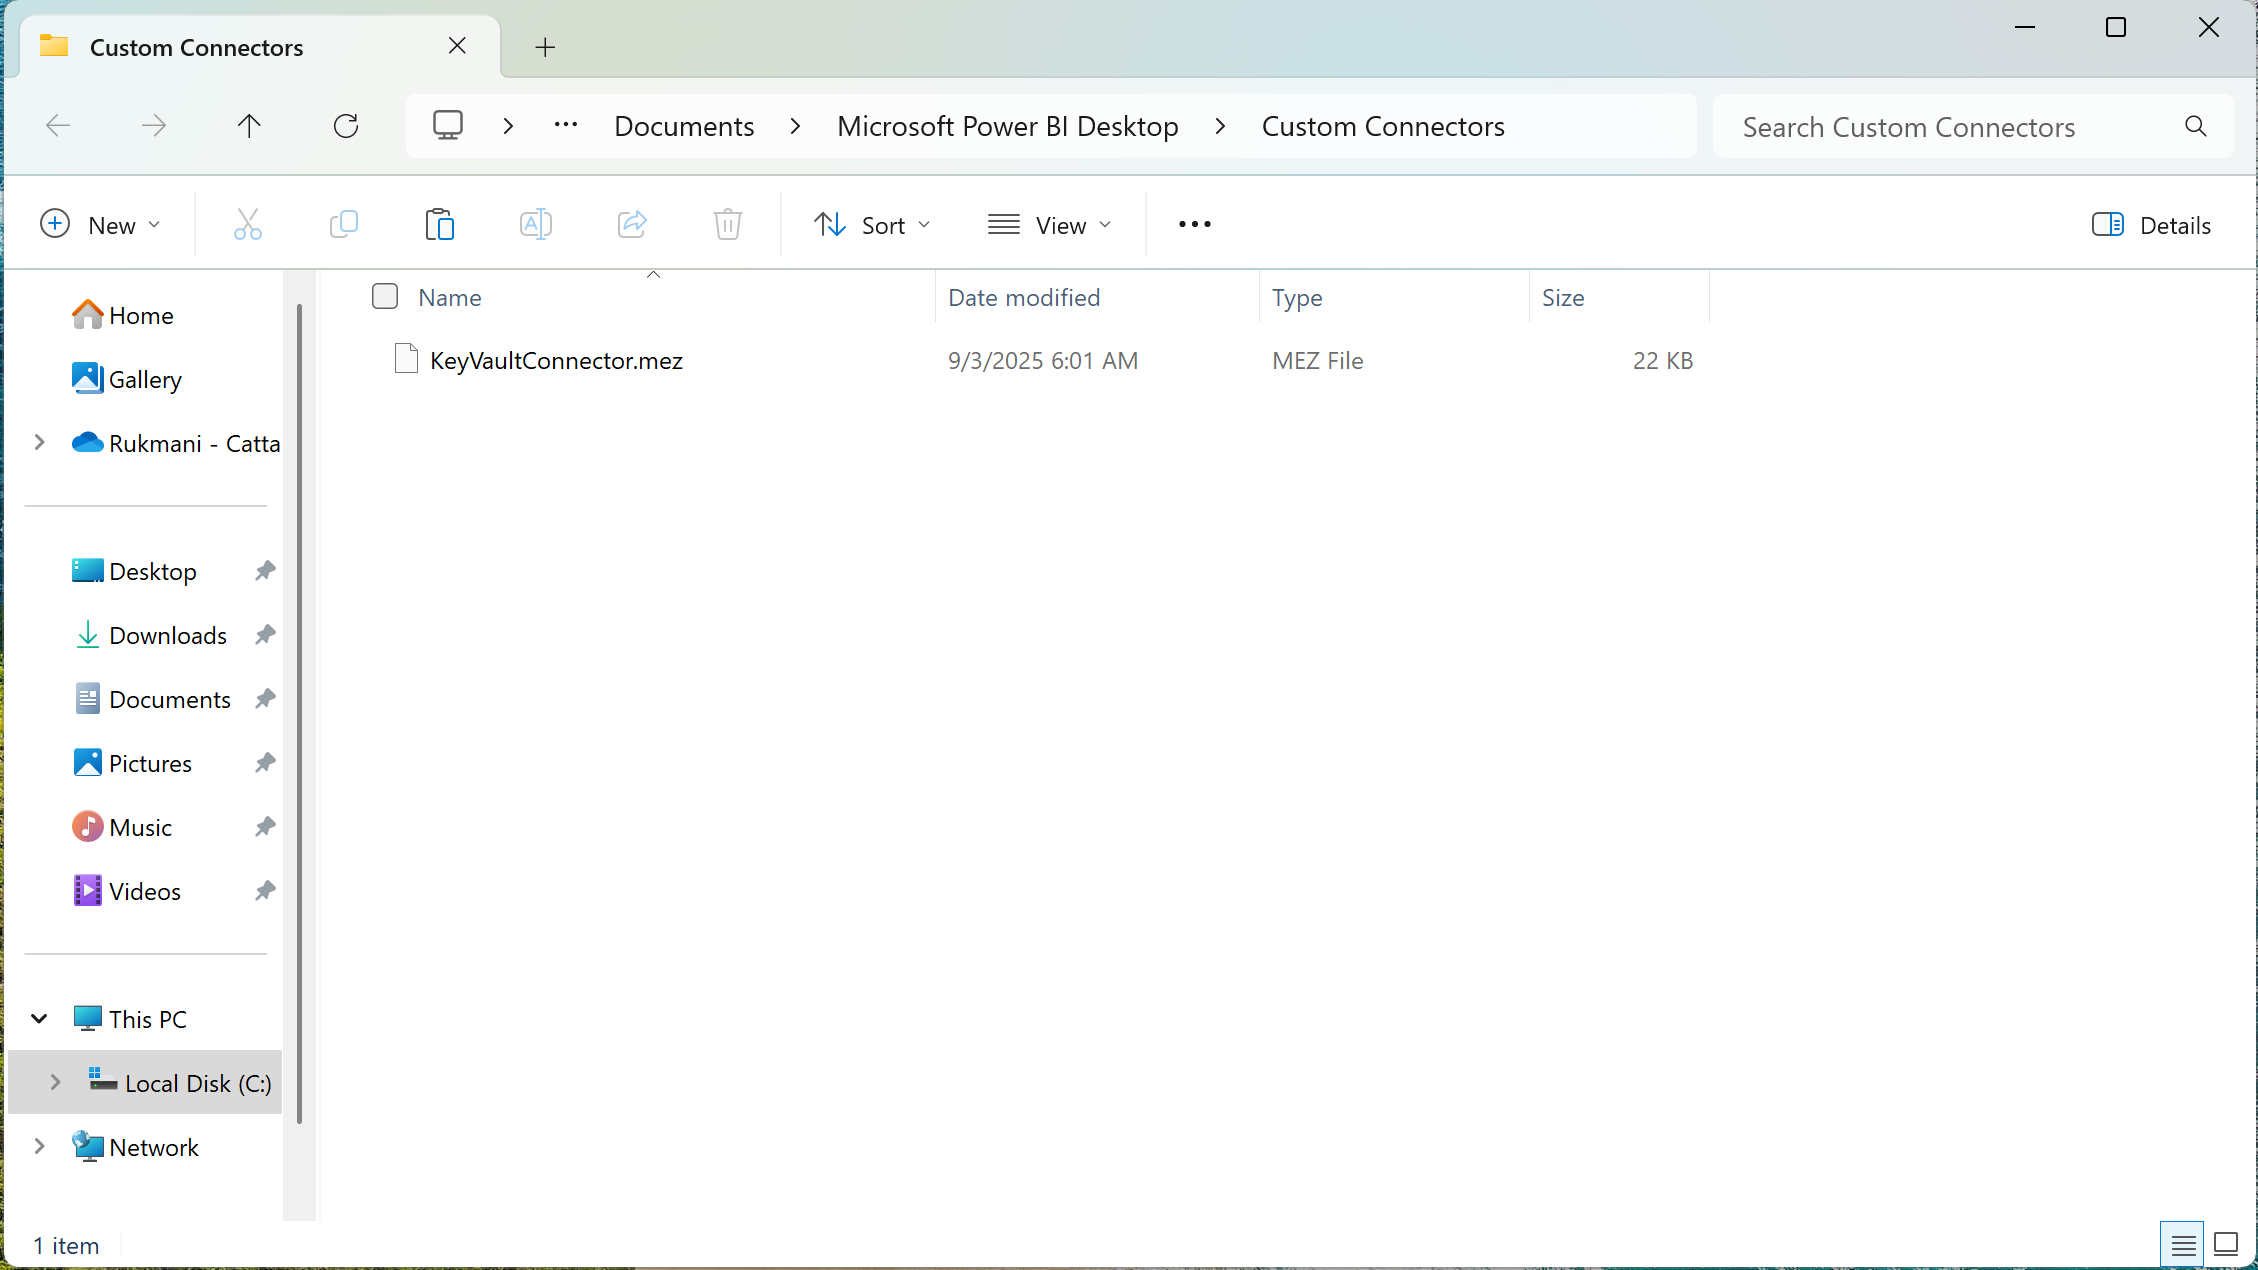 Custom Connectors
Documents
Microsoft Power BI Desktop
Custom Connectors
Search Custom Connectors
New
Sort
View
Details
Name
Date modified
Type
Size
KeyVaultConnector.mez
9/3/2025 6:01 AM
MEZ File
22 KB
Home
Gallery
Rukmani - Catta
Desktop
Downloads
Documents
Pictures
Music
Videos
This PC
Local Disk (C:)
Network
1 item